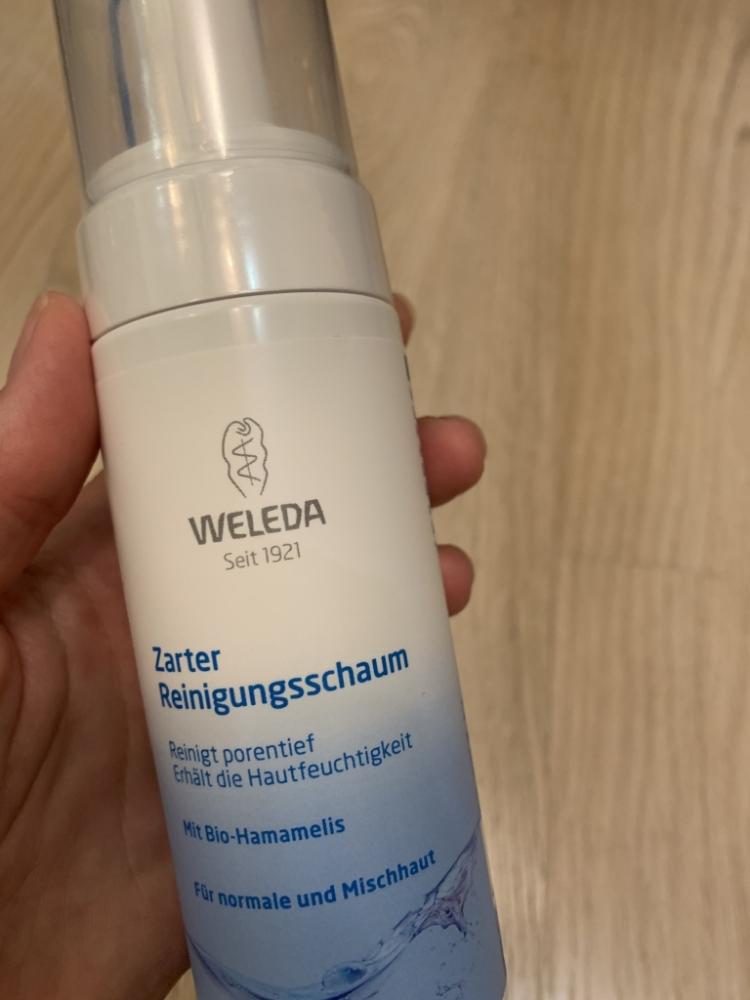 WELEDA
Seit 1921
Zarter
Reinigungsschaum
Reinigt porentief
Erhält die Hautfeuchtigkeit
Mit Bio-Hamamelis
Für normale und Mischhaut